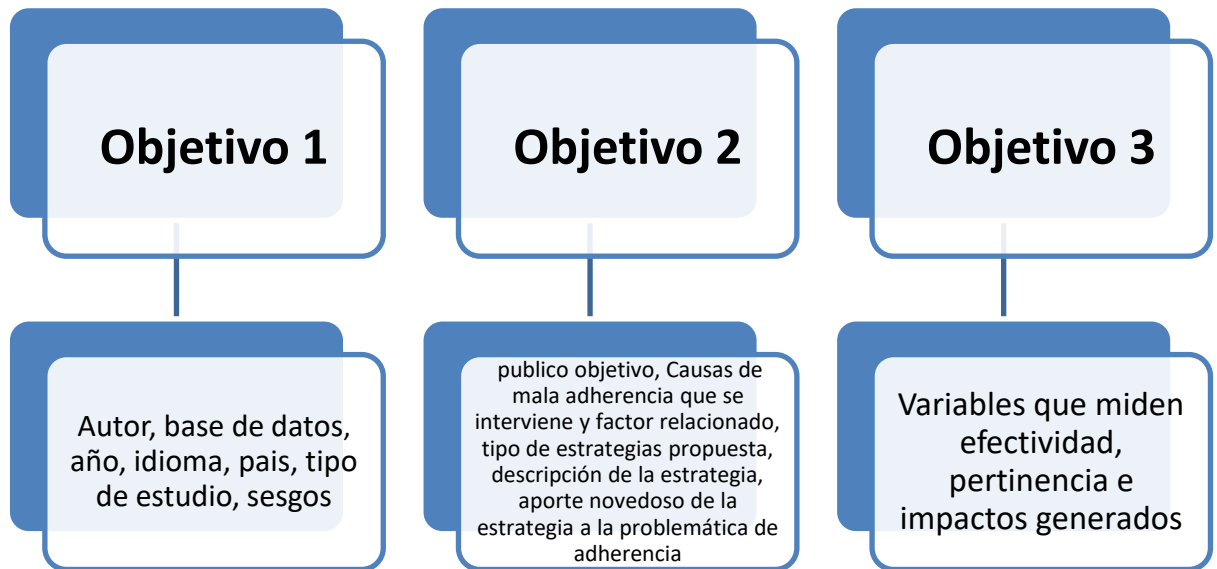 Objetivo 1
Objetivo 2
Objetivo 3
Autor, base de datos,
año, idioma, pais, tipo
de estudio, sesgos
publico objetivo, Causas de
mala adherencia que se
interviene y factor relacionado,
tipo de estrategias propuesta,
descripción de la estrategia,
aporte novedoso de la
estrategia a la problemática de
adherencia
Variables que miden
efectividad,
pertinencia e
impactos generados